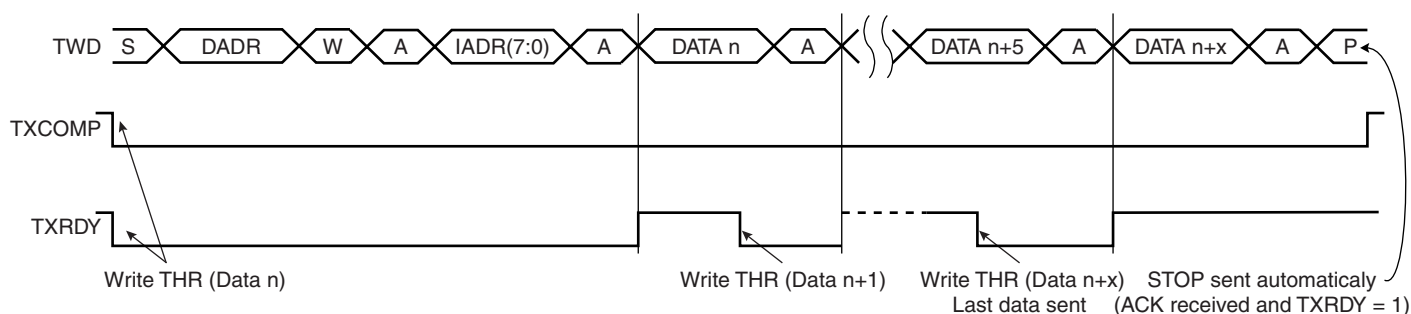 TWD S DADR W A IADR(7:0) A DATA n A DATA n+5 A DATA n+x A P
TXCOMP
TXRDY
Write THR (Data n) Write THR (Data n+1) Write THR (Data n+x) STOP sent automaticaly
Last data sent (ACK received and TXRDY = 1)